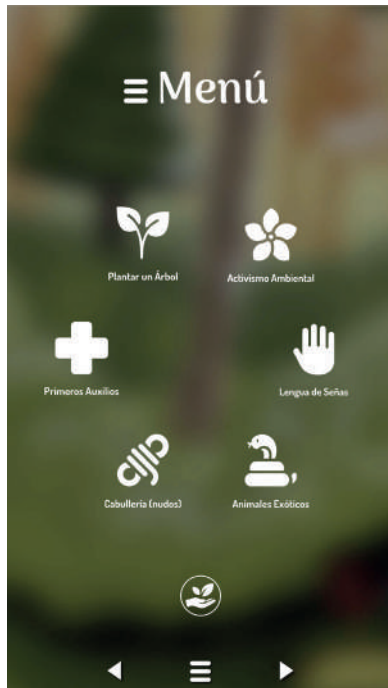 Menú
Plantar un Árbol
Activismo Ambiental
Primeros Auxilios
Lengua de Señas
Cabullería (nudos)
Animales Exóticos